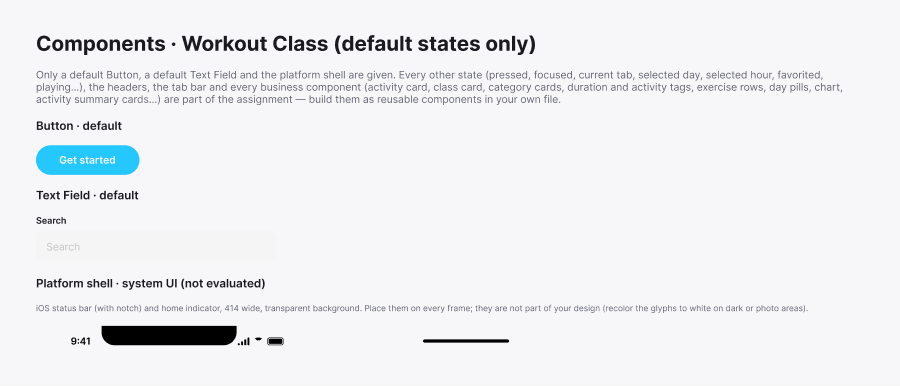 Components · Workout Class (default states only)
Only a default Button, a default Text Field and the platform shell are given. Every other state (pressed, focused, current tab, selected day, selected hour, favorited,
playing…), the headers, the tab bar and every business component (activity card, class card, category cards, duration and activity tags, exercise rows, day pills, chart,
activity summary cards…) are part of the assignment — build them as reusable components in your own file.
Button · default
Get started
Text Field · default
Search
Search
Platform shell · system UI (not evaluated)
iOS status bar (with notch) and home indicator, 414 wide, transparent background. Place them on every frame; they are not part of your design (recolor the glyphs to white on dark or photo areas).
9:41